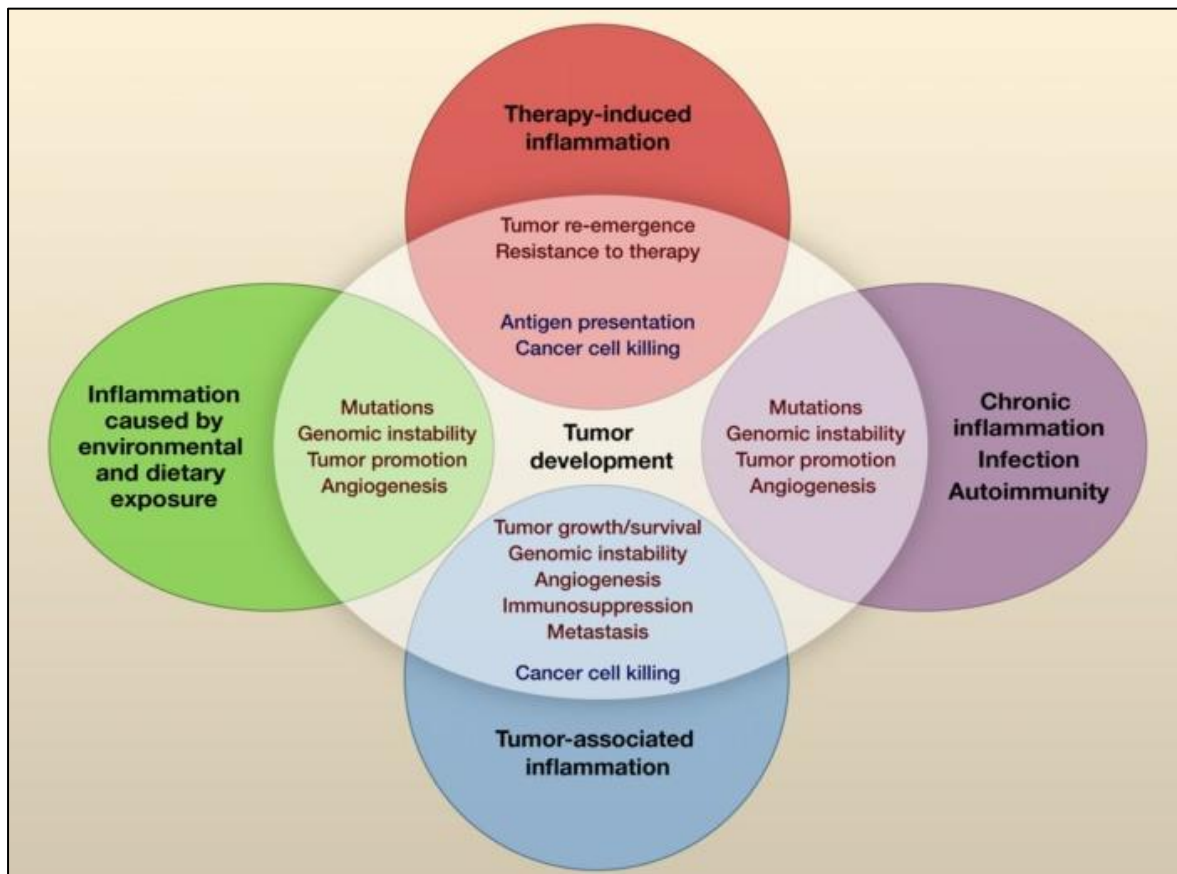 Therapy-induced
inflammation
Tumor re-emergence
Resistance to therapy
Antigen presentation
Cancer cell killing
Inflammation
caused by
environmental
and dietary
exposure
Mutations
Genomic instability
Tumor promotion
Angiogenesis
Tumor
development
Mutations
Genomic instability
Tumor promotion
Angiogenesis
Chronic
inflammation
Infection
Autoimmunity
Tumor growth/survival
Genomic instability
Angiogenesis
Immunosuppression
Metastasis
Cancer cell killing
Tumor-associated
inflammation